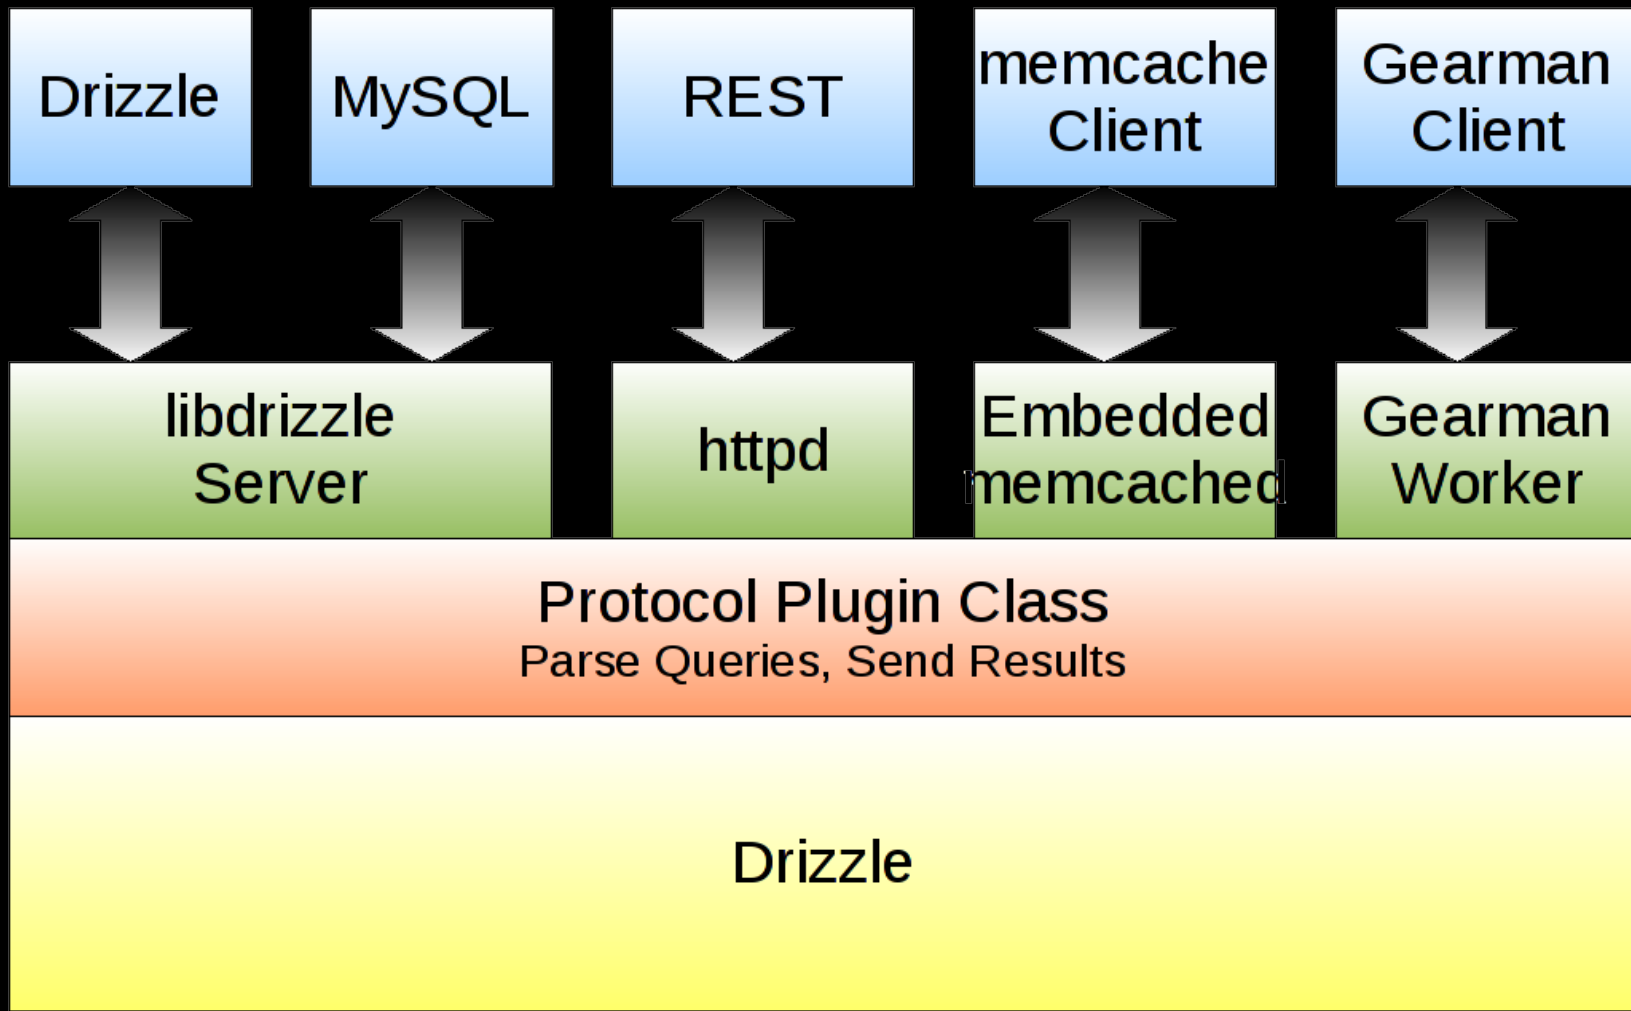 Drizzle
MySQL
REST
memcache
Client
Gearman
Client
libdrizzle
Server
httpd
Embedded
memcached
Gearman
Worker
Protocol Plugin Class
Parse Queries, Send Results
Drizzle